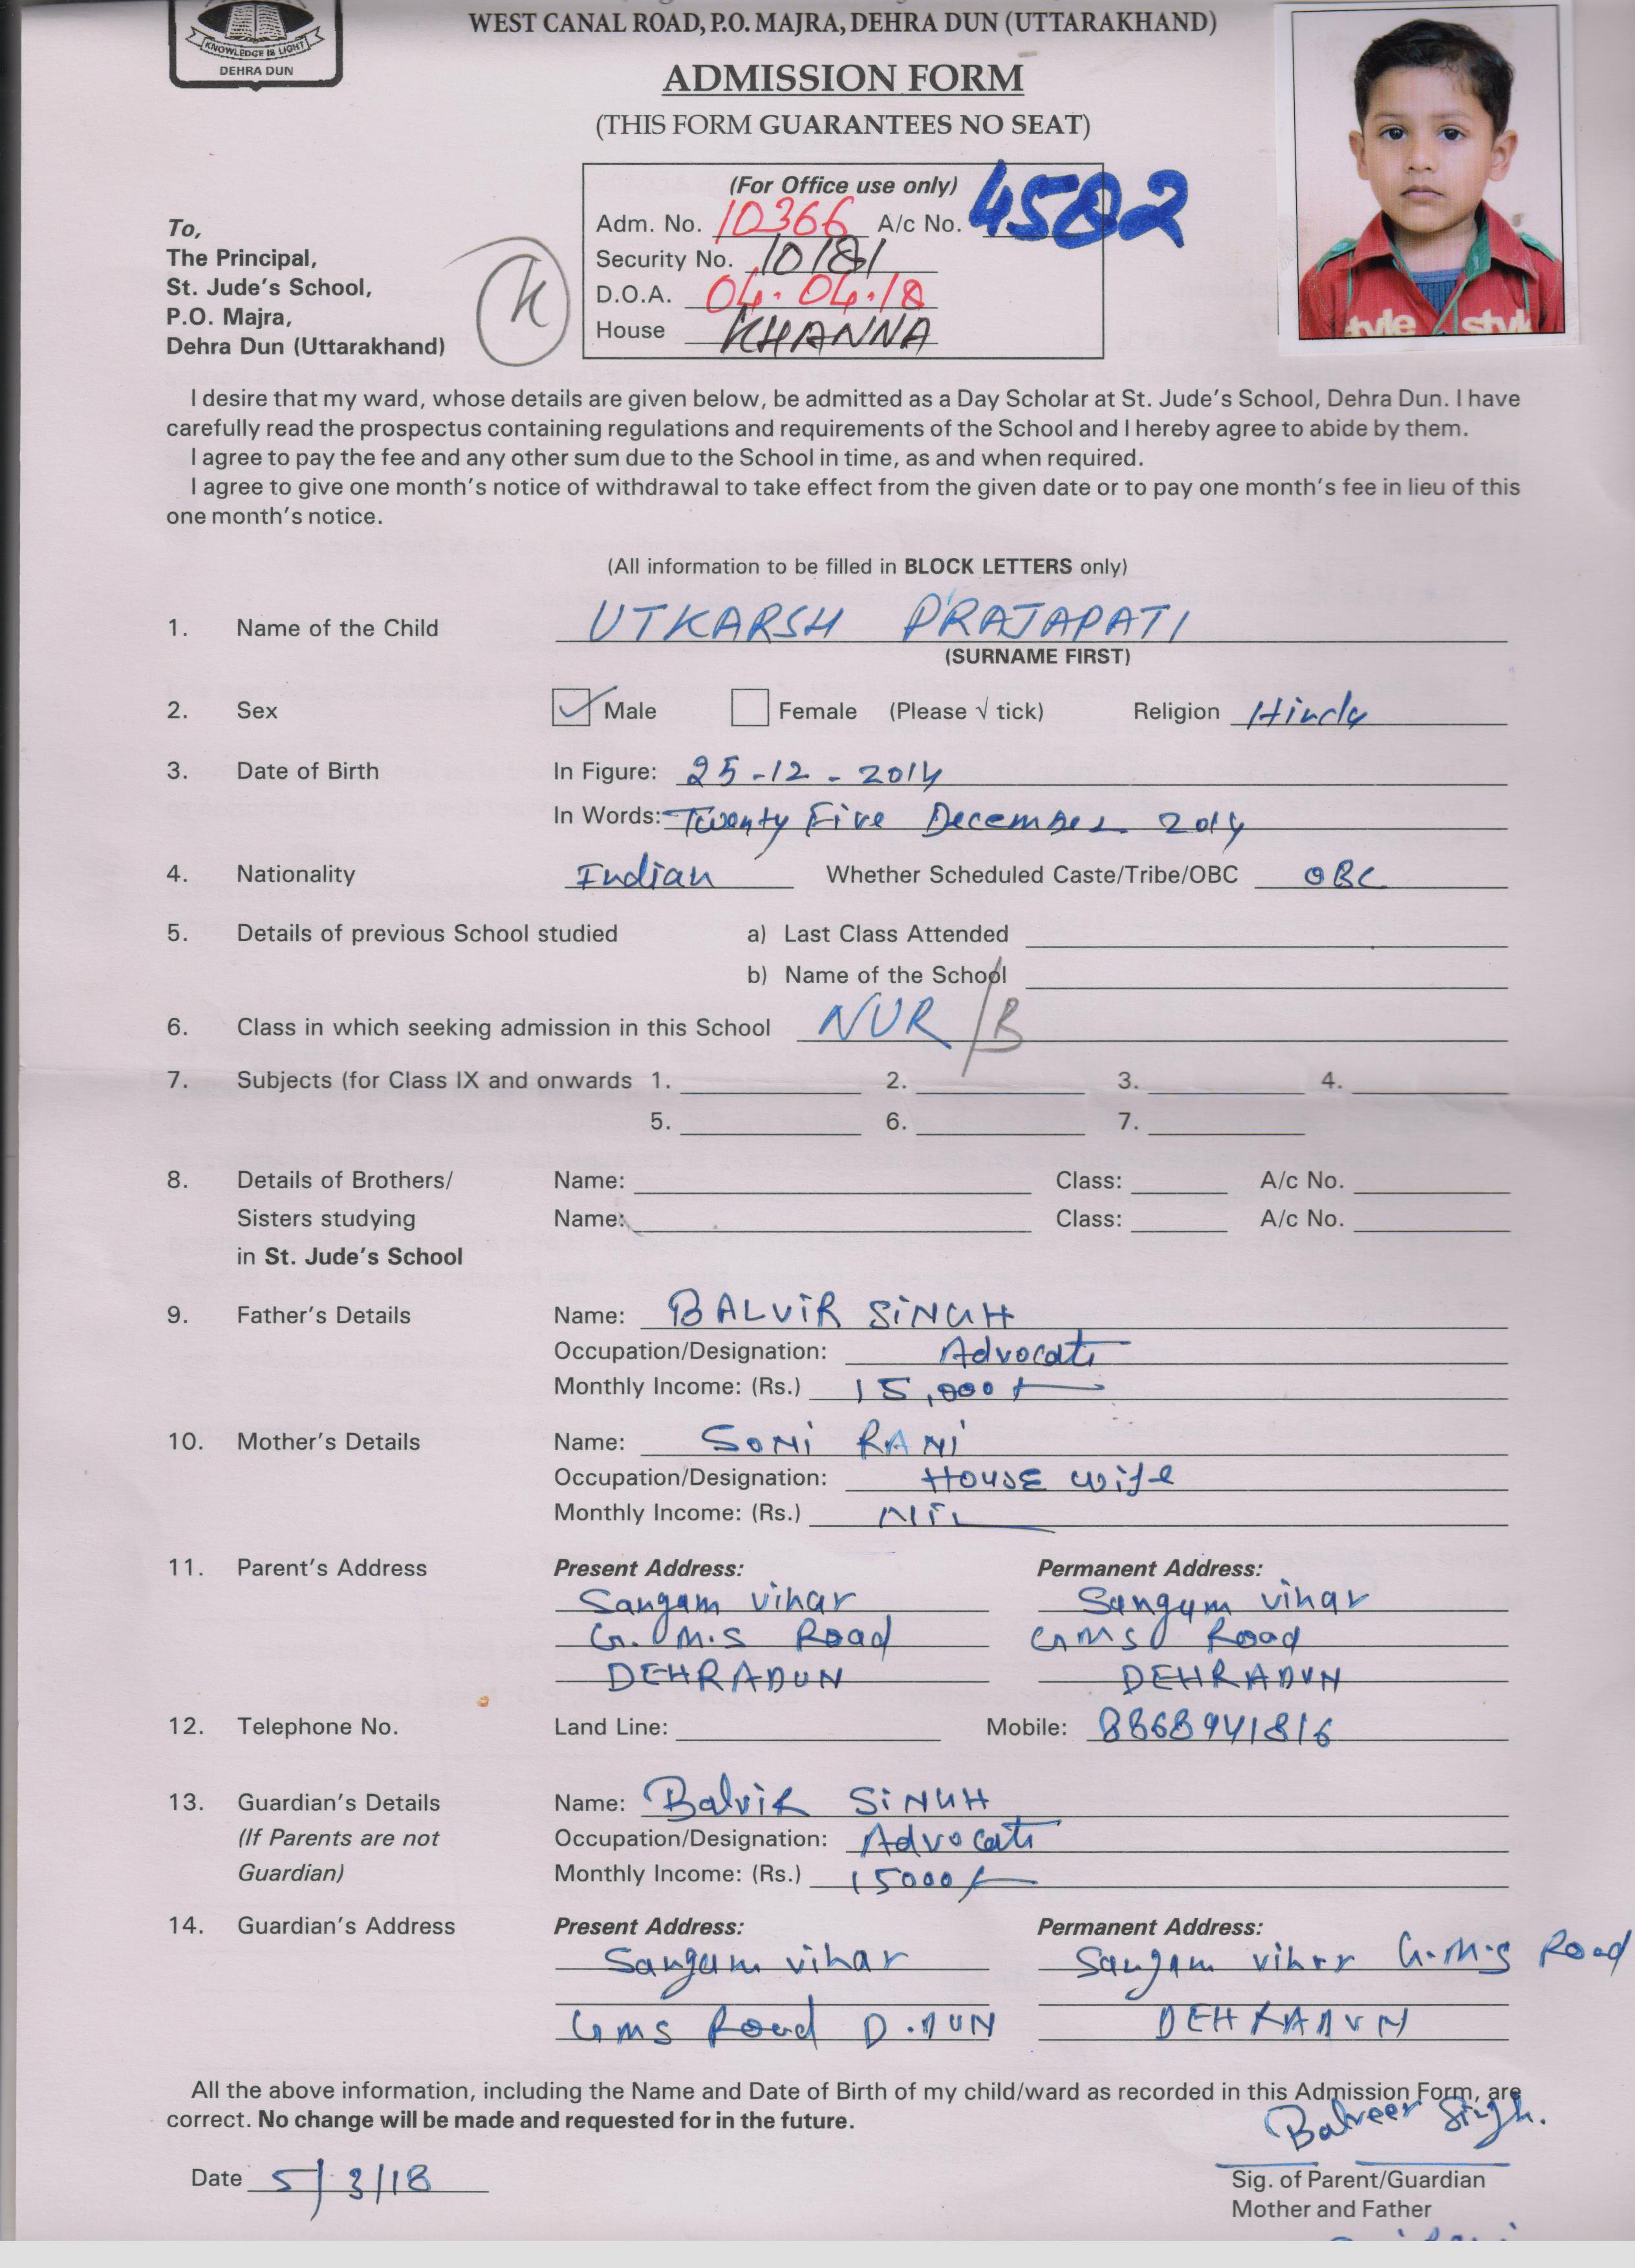 KNOWLEDGE IS LIGHT
DEHRA DUN
WEST CANAL ROAD, P.O. MAJRA, DEHRA DUN (UTTARAKHAND)
ADMISSION FORM
(THIS FORM GUARANTEES NO SEAT)
(For Office use only)
Adm. No. 10366 A/c No. 4582
Security No. 10181
D.O.A. 04.04.18
House KHANNA
K
To,
The Principal,
St. Jude's School,
P.O. Majra,
Dehra Dun (Uttarakhand)
style style
I desire that my ward, whose details are given below, be admitted as a Day Scholar at St. Jude's School, Dehra Dun. I have
carefully read the prospectus containing regulations and requirements of the School and I hereby agree to abide by them.
I agree to pay the fee and any other sum due to the School in time, as and when required.
I agree to give one month's notice of withdrawal to take effect from the given date or to pay one month's fee in lieu of this
one month's notice.
(All information to be filled in BLOCK LETTERS only)
1. Name of the Child UTKARSH PRAJAPATI
(SURNAME FIRST)
2. Sex Male Female (Please √ tick) Religion Hindu
3. Date of Birth In Figure: 25-12-2014
In Words: Twenty Five December 2014
4. Nationality Indian Whether Scheduled Caste/Tribe/OBC OBC
5. Details of previous School studied a) Last Class Attended
b) Name of the School
6. Class in which seeking admission in this School NUR/B
7. Subjects (for Class IX and onwards 1. 2. 3. 4.
5. 6. 7.
8. Details of Brothers/ Name: Class: A/c No.
Sisters studying Name: Class: A/c No.
in St. Jude's School
9. Father's Details Name: BALVIR SINGH
Occupation/Designation: Advocate
Monthly Income: (Rs.) 15,000/-
10. Mother's Details Name: SONI RANI
Occupation/Designation: HOUSE wife
Monthly Income: (Rs.) NIL
11. Parent's Address Present Address: Permanent Address:
Sangam vihar Sangam vihar
G.M.S Road GMS Road
DEHRADUN DEHRADUN
12. Telephone No. Land Line: Mobile: 8868941816
13. Guardian's Details Name: Balvir SINGH
(If Parents are not Occupation/Designation: Advocate
Guardian) Monthly Income: (Rs.) 15000/-
14. Guardian's Address Present Address: Permanent Address:
Sangam vihar Sangam vihar G.M.S Road
GMS Road D.DUN DEHRADUN
All the above information, including the Name and Date of Birth of my child/ward as recorded in this Admission Form, are
correct. No change will be made and requested for in the future.
Balveer Singh.
Date 5/3/18
Sig. of Parent/Guardian
Mother and Father